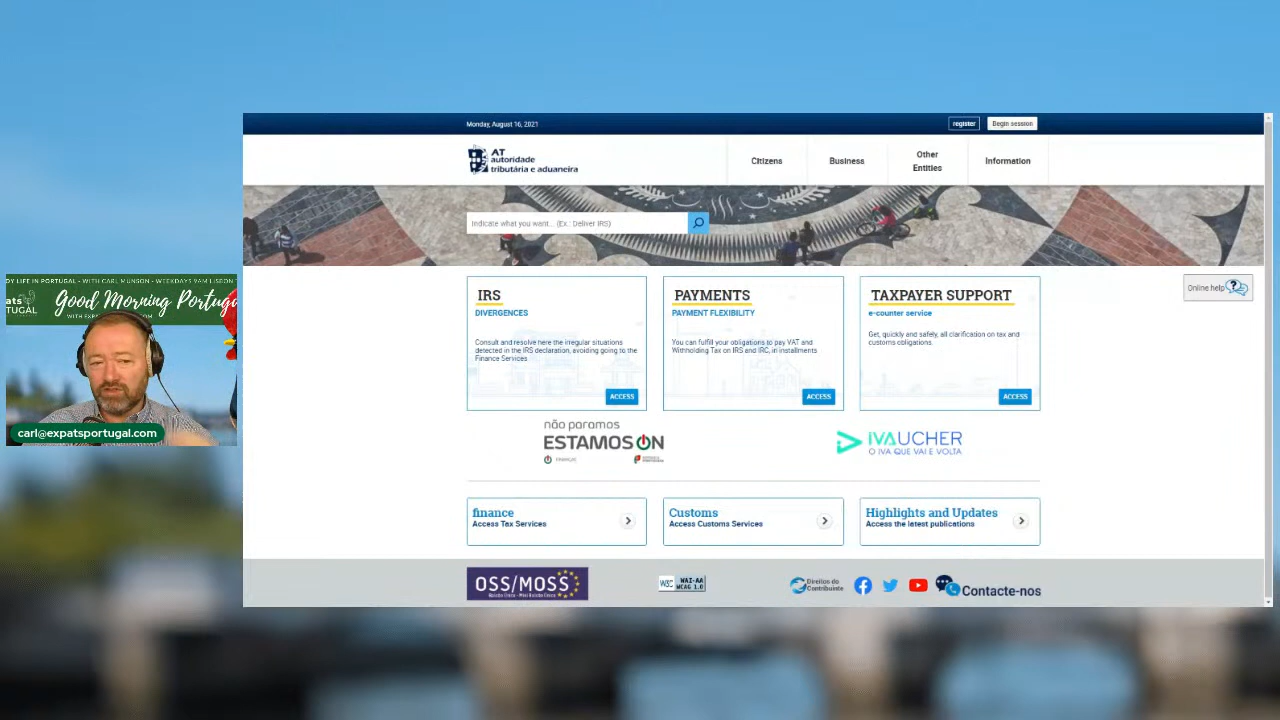 DY LIFE IN PORTUGAL - WITH CARL MUNSON - WEEKDAYS 9AM LISBON T
ats
TUGAL
Good Morning Portuga
carl@expatsportugal.com
Monday, August 16, 2021
register
Begin session
AT
autoridade
tributária e aduaneira
Citizens
Business
Other
Entities
Information
Indicate what you want... (Ex.: Deliver IRS)
Online help
IRS
DIVERGENCES
Consult and resolve here the irregular situations
detected in the IRS declaration, avoiding going to the
Finance Services
ACCESS
PAYMENTS
PAYMENT FLEXIBILITY
You can fulfill your obligations to pay VAT and
Withholding Tax on IRS and IRC, in installments
ACCESS
TAXPAYER SUPPORT
e-counter service
Get, quickly and safely, all clarification on tax and
customs obligations.
ACCESS
não paramos
ESTAMOS ON
IVAUCHER
O IVA QUE VAI E VOLTA
finance
Access Tax Services
Customs
Access Customs Services
Highlights and Updates
Access the latest publications
OSS/MOSS
W3C WAI-AA
WCAG 1.0
Direitos do
Contribuinte
Contacte-nos